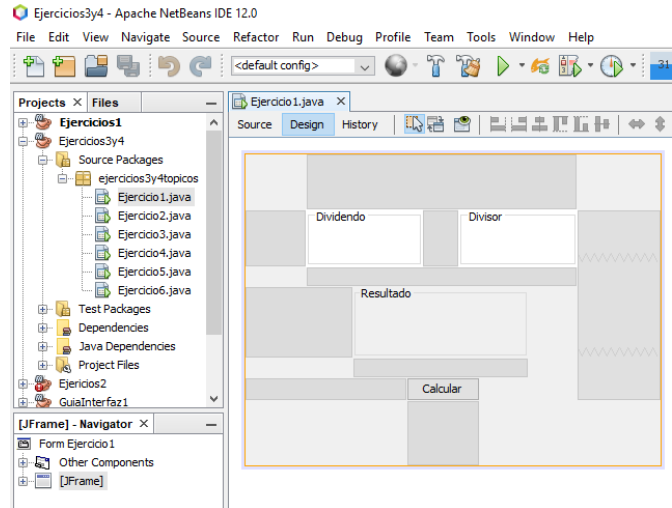 Ejercicios3y4 - Apache NetBeans IDE 12.0
File Edit View Navigate Source Refactor Run Debug Profile Team Tools Window Help
<default config>
31
Projects Files
Ejercicios1
Ejercicios3y4
Source Packages
ejercicios3y4topicos
Ejercicio1.java
Ejercicio2.java
Ejercicio3.java
Ejercicio4.java
Ejercicio5.java
Ejercicio6.java
Test Packages
Dependencies
Java Dependencies
Project Files
Ejericios2
GuiaInterfaz1
[JFrame] - Navigator
Form Ejercicio1
Other Components
[JFrame]
Ejercicio1.java
Source Design History
Dividendo Divisor
Resultado
Calcular